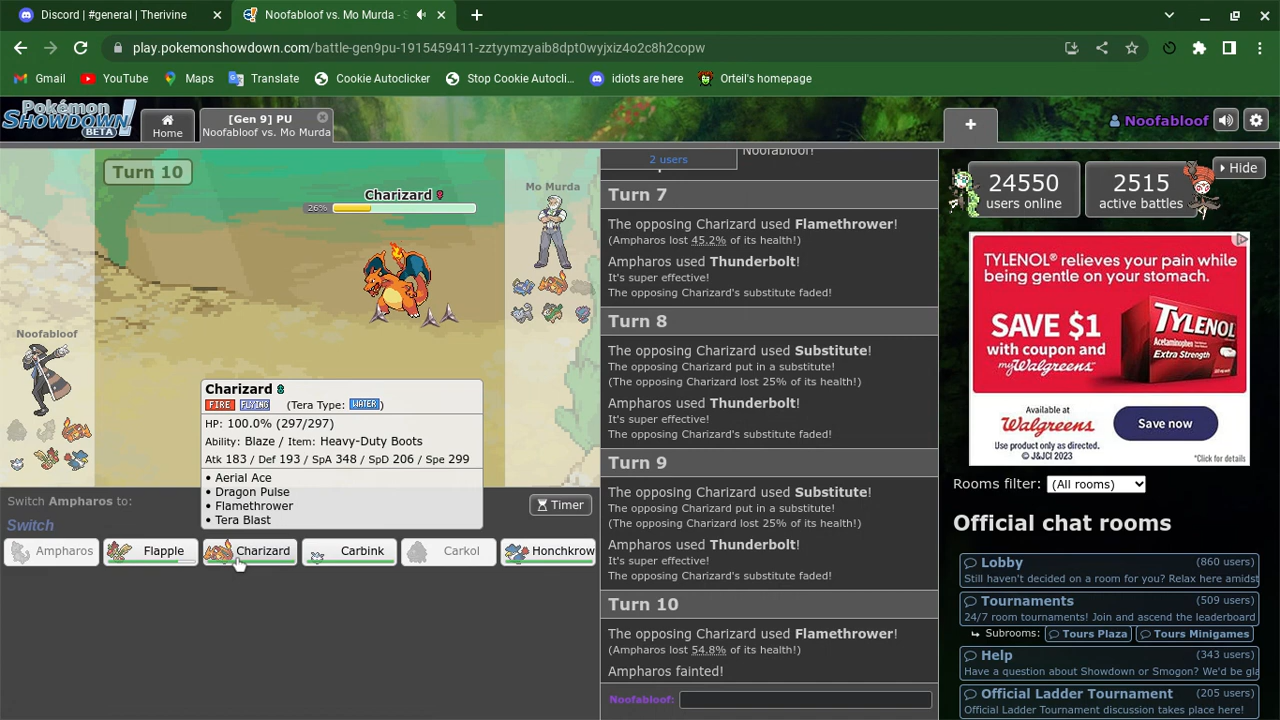 Discord | #general | Therivine
Noofabloof vs. Mo Murda - S
play.pokemonshowdown.com/battle-gen9pu-1915459411-zztyymzyaib8dpt0wyjxiz4o2c8h2copw
Gmail YouTube Maps Translate Cookie Autoclicker Stop Cookie Autocli... idiots are here Orteil's homepage
Pokémon
SHOWDOWN!
BETA
Home
[Gen 9] PU
Noofabloof vs. Mo Murda
+
Noofabloof
Turn 10
Charizard
26%
Mo Murda
Noofabloof
Charizard
FIRE FLYING (Tera Type: WATER)
HP: 100.0% (297/297)
Ability: Blaze / Item: Heavy-Duty Boots
Atk 183 / Def 193 / SpA 348 / SpD 206 / Spe 299
• Aerial Ace
• Dragon Pulse
• Flamethrower
• Tera Blast
Switch Ampharos to:
Timer
Switch
Ampharos Flapple Charizard Carbink Carkol Honchkrow
2 users
Noofabloof!
Turn 7
The opposing Charizard used Flamethrower!
(Ampharos lost 45.2% of its health!)
Ampharos used Thunderbolt!
It's super effective!
The opposing Charizard's substitute faded!
Turn 8
The opposing Charizard used Substitute!
The opposing Charizard put in a substitute!
(The opposing Charizard lost 25% of its health!)
Ampharos used Thunderbolt!
It's super effective!
The opposing Charizard's substitute faded!
Turn 9
The opposing Charizard used Substitute!
The opposing Charizard put in a substitute!
(The opposing Charizard lost 25% of its health!)
Ampharos used Thunderbolt!
It's super effective!
The opposing Charizard's substitute faded!
Turn 10
The opposing Charizard used Flamethrower!
(Ampharos lost 54.8% of its health!)
Ampharos fainted!
Noofabloof:
Hide
24550
users online
2515
active battles
TYLENOL® relieves your pain while
being gentle on your stomach.
SAVE $1
with coupon and
myWalgreens
TYLENOL
Acetaminophen
Extra Strength
Available at
Walgreens
Use product only as directed.
© J&JCI 2023
Save now
*Click for details
Rooms filter: (All rooms)
Official chat rooms
Lobby (860 users)
Still haven't decided on a room for you? Relax here amidst
Tournaments (509 users)
24/7 room tournaments! Join and ascend the leaderboard
Subrooms: Tours Plaza Tours Minigames
Help (343 users)
Have a question about Showdown or Smogon? We'd be gla
Official Ladder Tournament (205 users)
Official Ladder Tournament discussion takes place here!